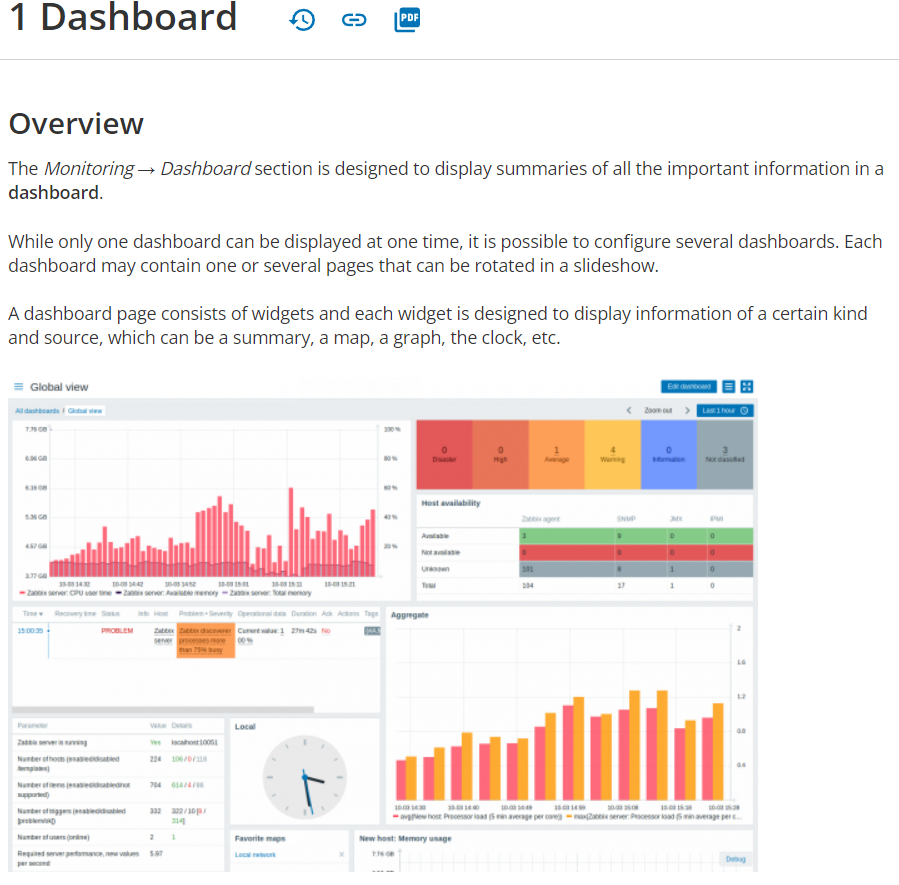 1 Dashboard
PDF
Overview
The Monitoring → Dashboard section is designed to display summaries of all the important information in a
dashboard.
While only one dashboard can be displayed at one time, it is possible to configure several dashboards. Each
dashboard may contain one or several pages that can be rotated in a slideshow.
A dashboard page consists of widgets and each widget is designed to display information of a certain kind
and source, which can be a summary, a map, a graph, the clock, etc.
Global view
Edit dashboard
All dashboards / Global view
Zoom out
Last 1 hour
7.76 GB
100 %
80 %
6.16 GB
60 %
5.36 GB
40 %
4.57 GB
20 %
3.77 GB
10-03 14:32 10-03 14:42 10-03 14:52 10-03 15:01 10-03 15:11 10-03 15:21
Zabbix server: CPU user time Zabbix server: Available memory Zabbix server: Total memory
0 0 1 4 0 3
Disaster High Average Warning Information Not classified
Host availability
Zabbix agent SNMP JMX IPMI
Available 3 9 0 0
Not available 0 0 0 0
Unknown 101 8 1 0
Total 104 17 1 0
Time Recovery time Status Info Host Problem • Severity Operational data Duration Ack Actions Tags
15:00:35 PROBLEM Zabbix Zabbix discoverer Current value: 1 27m 42s No
server processes more 00 %
than 75% busy
Aggregate
2
1.6
1.2
0.8
0.4
10-03 14:30 10-03 14:40 10-03 14:49 10-03 14:59 10-03 15:08 10-03 15:18 10-03 15:28
avg(New host: Processor load (5 min average per core)) max(Zabbix server: Processor load (5 min average per c...
Parameter Value Details
Zabbix server is running Yes localhost:10051
Number of hosts (enabled/disabled 224 106 / 0 / 118
/templates)
Number of items (enabled/disabled/not 704 614 / 4 / 86
supported)
Number of triggers (enabled/disabled 332 322 / 10 [8 /
[problem/ok]) 314]
Number of users (online) 2 1
Required server performance, new values 5.97
per second
Local
Favorite maps
Local network
New host: Memory usage
7.76 GB
Debug